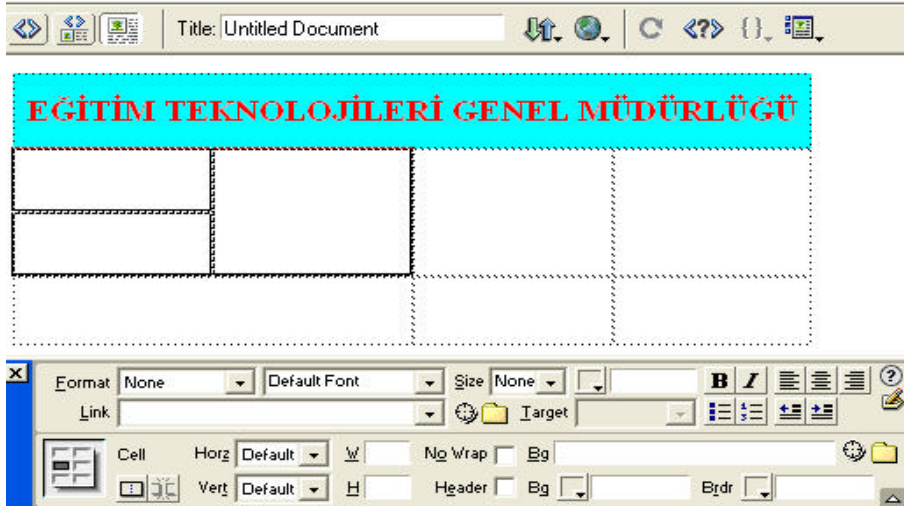 Title: Untitled Document
EĞİTİM TEKNOLOJİLERİ GENEL MÜDÜRLÜĞÜ
Format None Default Font Size None B I
Link Target
Cell Horz Default W No Wrap Bg
Vert Default H Header Bg Brdr